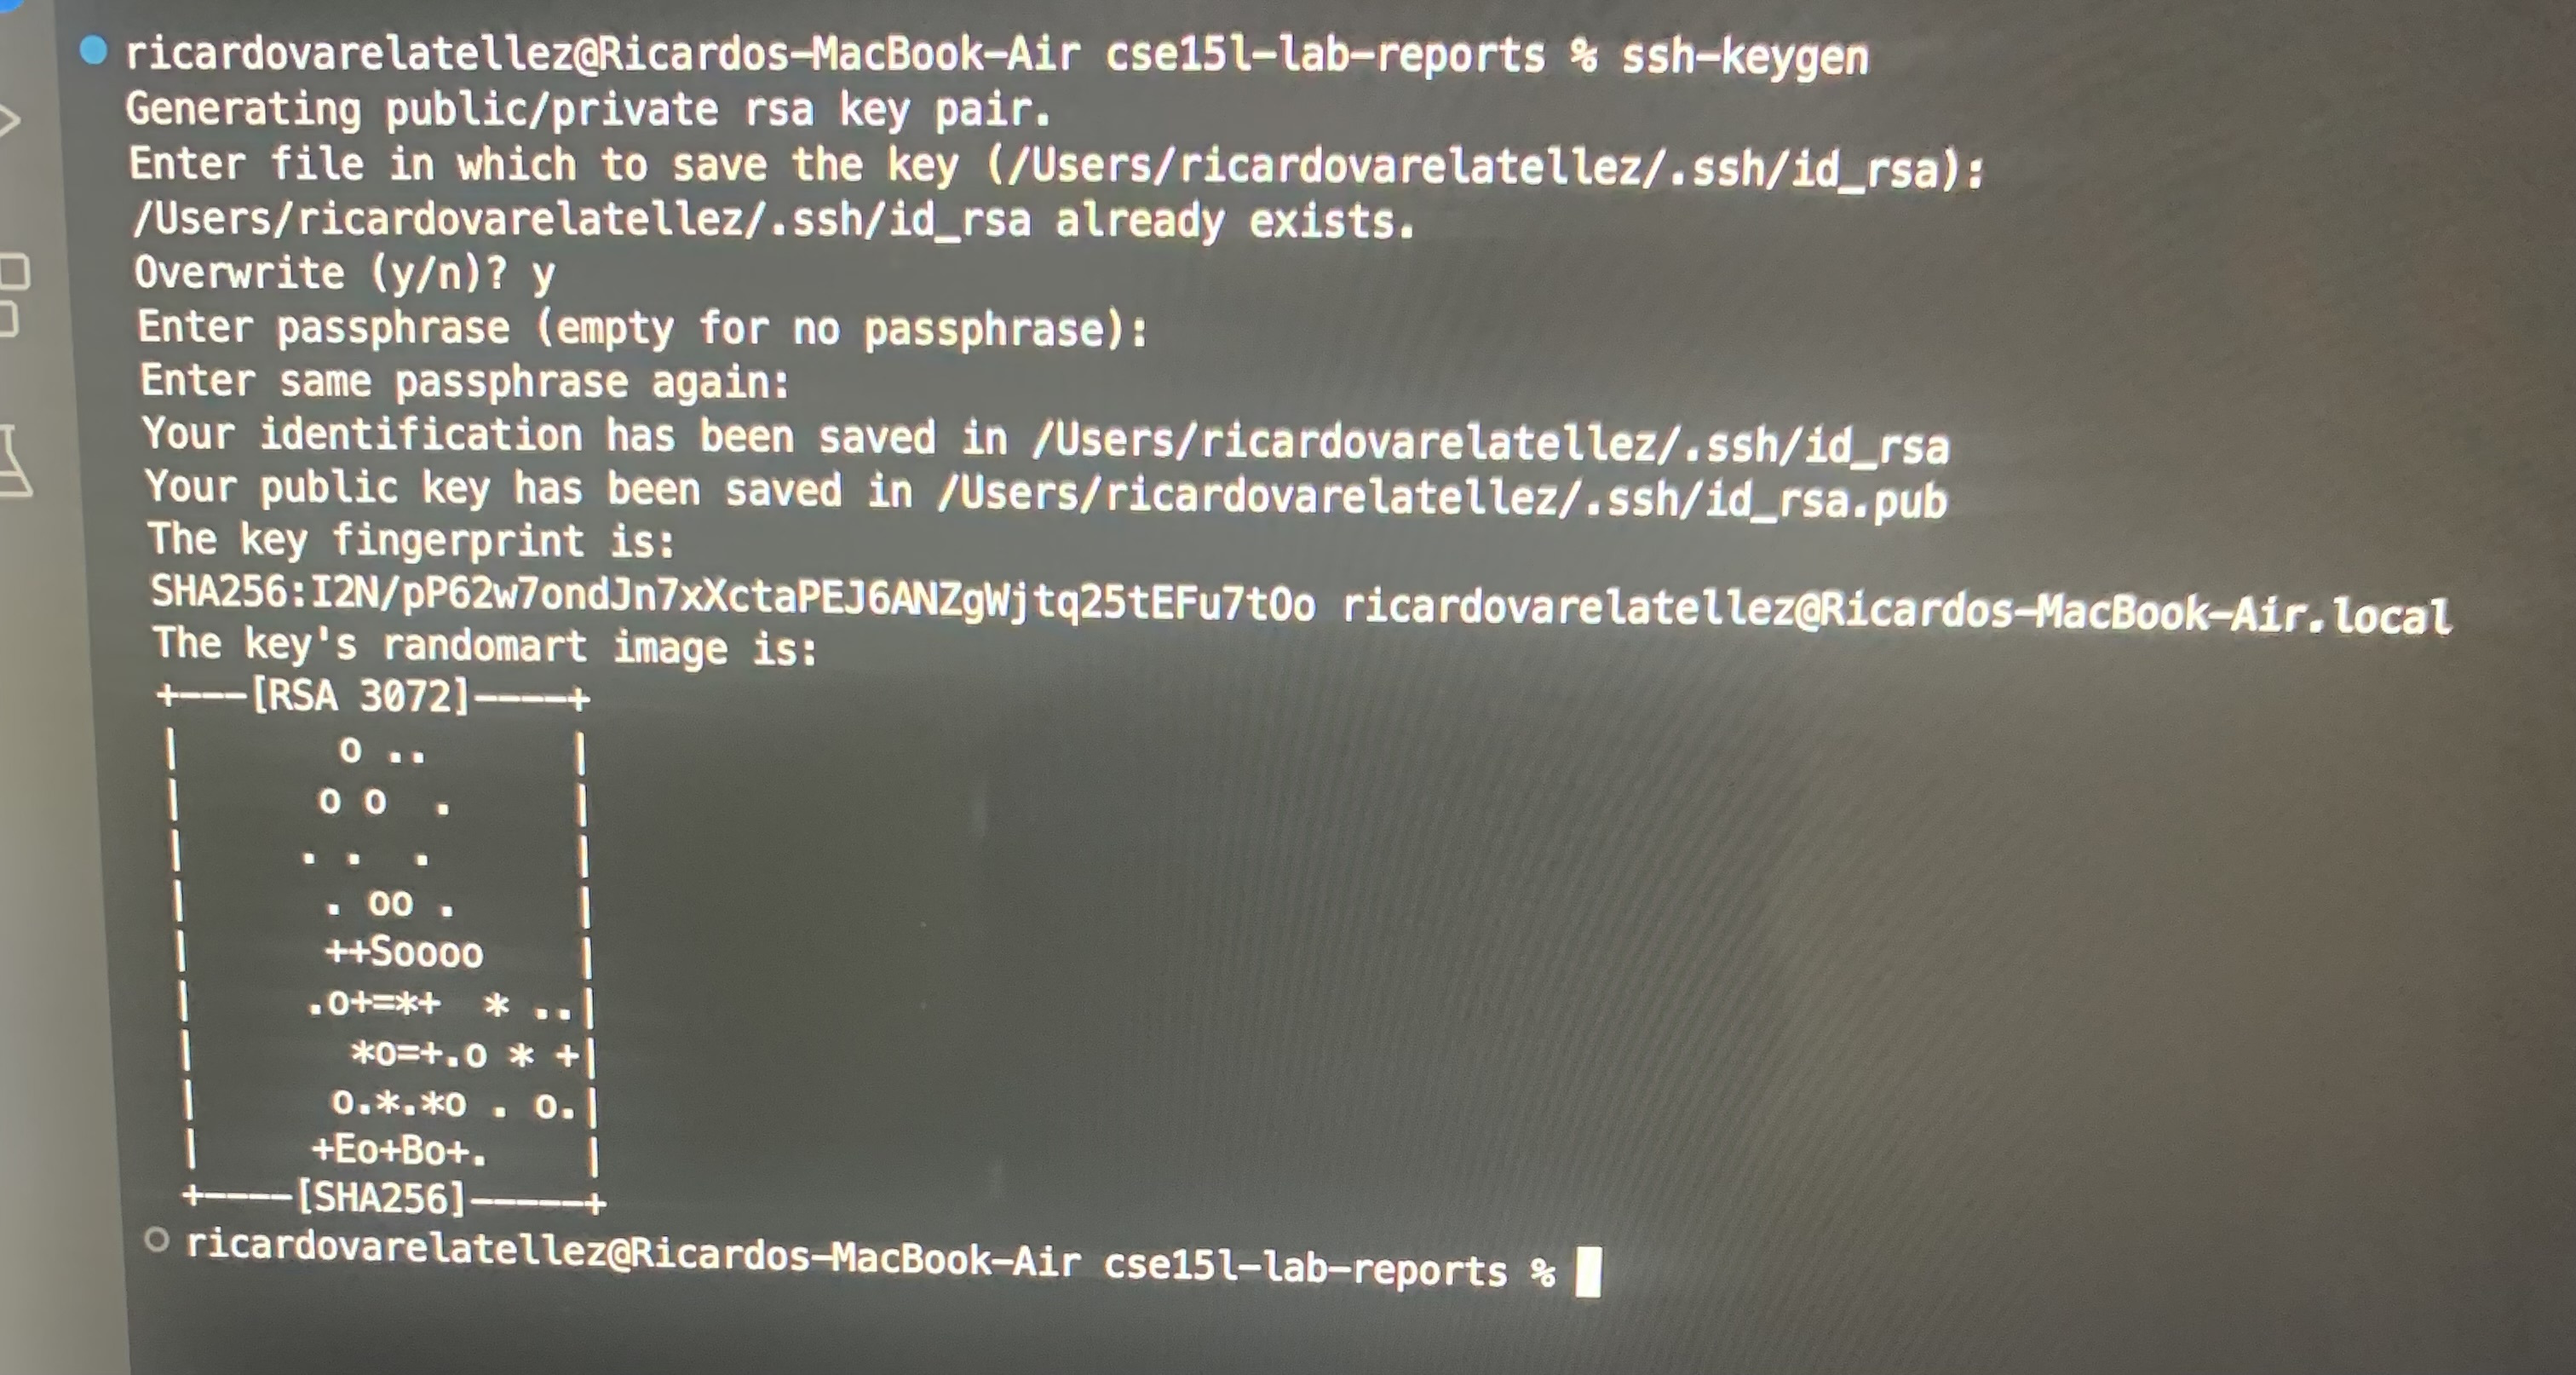 ricardovarelatellez@Ricardos-MacBook-Air cse15l-lab-reports % ssh-keygen
Generating public/private rsa key pair.
Enter file in which to save the key (/Users/ricardovarelatellez/.ssh/id_rsa):
/Users/ricardovarelatellez/.ssh/id_rsa already exists.
Overwrite (y/n)? y
Enter passphrase (empty for no passphrase):
Enter same passphrase again:
Your identification has been saved in /Users/ricardovarelatellez/.ssh/id_rsa
Your public key has been saved in /Users/ricardovarelatellez/.ssh/id_rsa.pub
The key fingerprint is:
SHA256:I2N/pP62w7ondJn7xXctaPEJ6ANZgWjtq25tEFu7tOo ricardovarelatellez@Ricardos-MacBook-Air.local
The key's randomart image is:
+---[RSA 3072]----+
|       o ..      |
|      o o  .     |
|     . .  .      |
|      . oo .     |
|      ++Soooo    |
|     .o+=*+  * ..|
|       *o=+.o * +|
|      o.*.*o . o.|
|     +Eo+Bo+.    |
+----[SHA256]-----+
ricardovarelatellez@Ricardos-MacBook-Air cse15l-lab-reports %